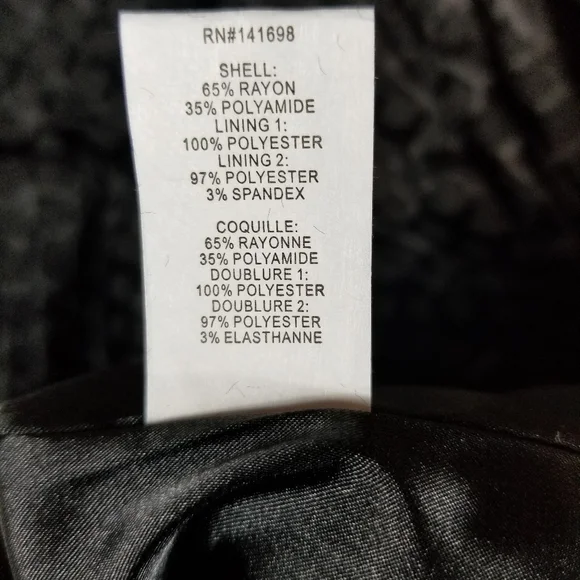 RN#141698
SHELL:
65% RAYON
35% POLYAMIDE
LINING 1:
100% POLYESTER
LINING 2:
97% POLYESTER
3% SPANDEX
COQUILLE:
65% RAYONNE
35% POLYAMIDE
DOUBLURE 1:
100% POLYESTER
DOUBLURE 2:
97% POLYESTER
3% ELASTHANNE